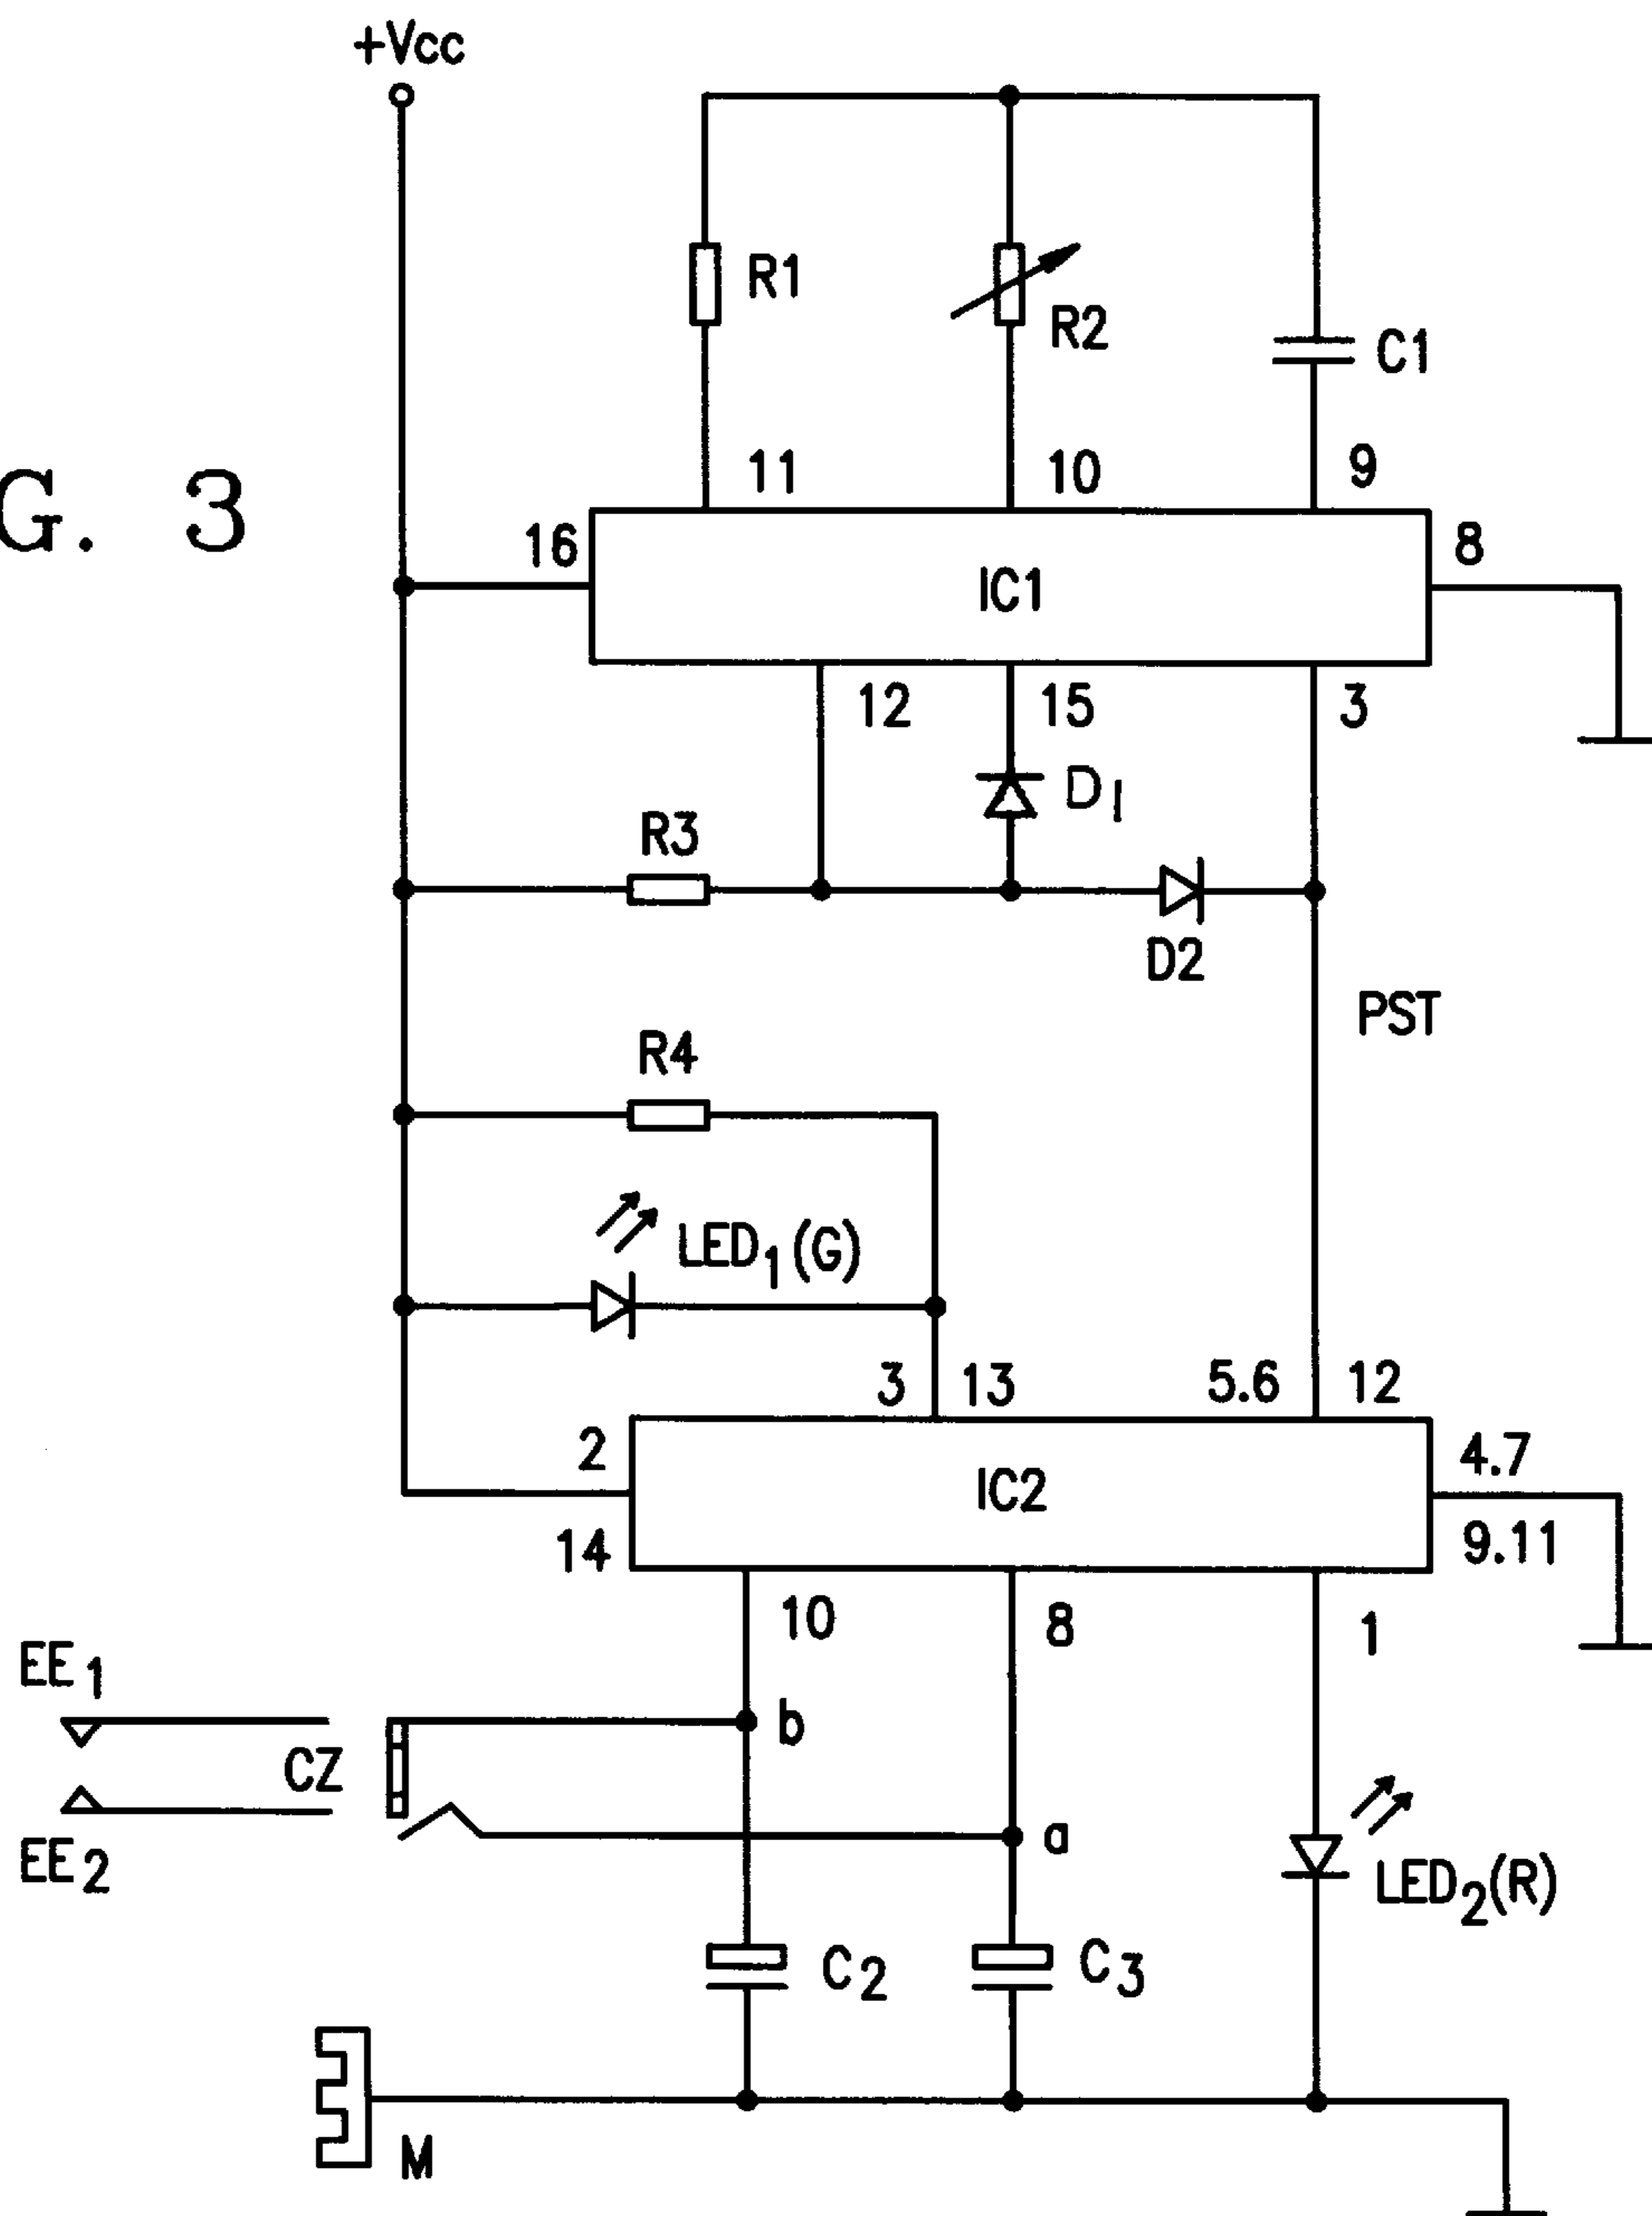 +Vcc
R1
R2
C1
11
10
9
G. 3
16
IC1
8
12
15
3
D1
R3
D2
PST
R4
LED1(G)
3
13
5.6
12
2
IC2
4.7
14
9.11
10
8
1
EE1
b
CZ
a
EE2
LED2(R)
C2
C3
M